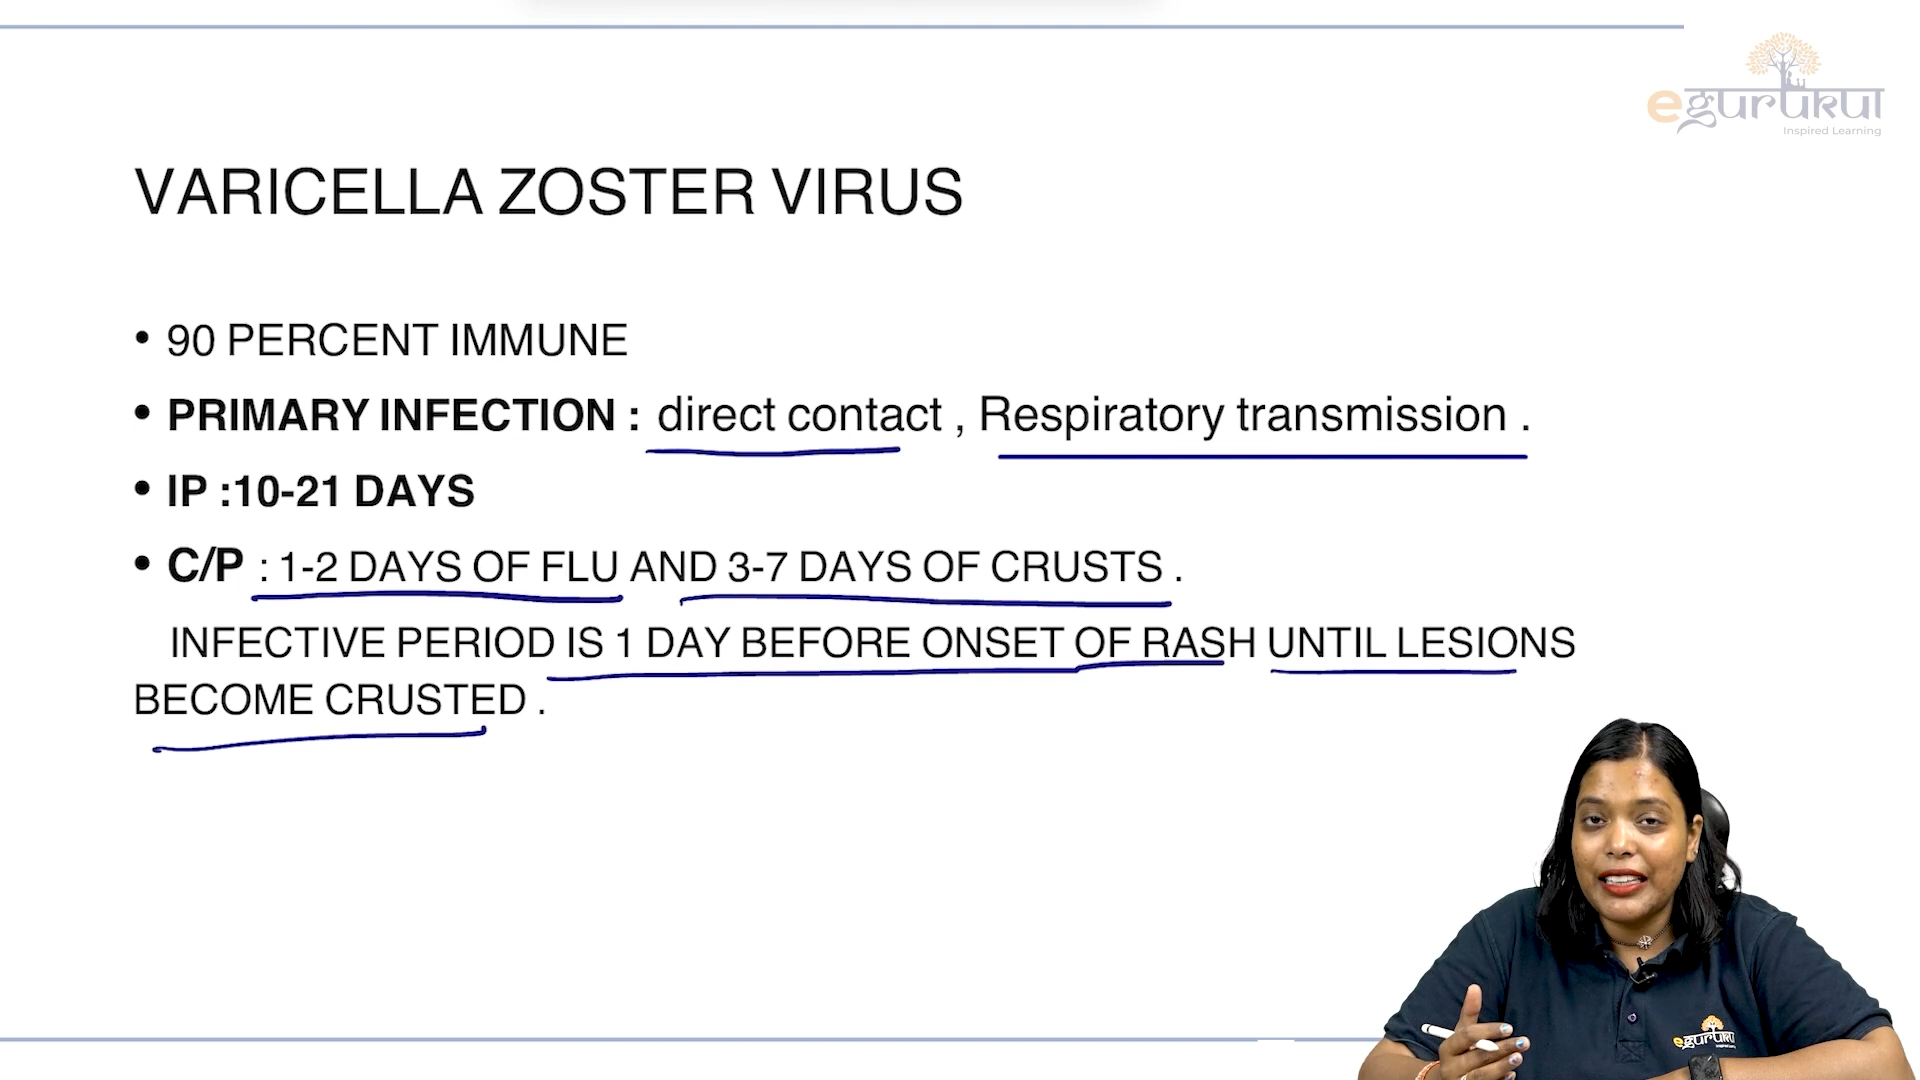 egurukul
Inspired Learning
VARICELLA ZOSTER VIRUS
• 90 PERCENT IMMUNE
• PRIMARY INFECTION : direct contact , Respiratory transmission .
• IP :10-21 DAYS
• C/P : 1-2 DAYS OF FLU AND 3-7 DAYS OF CRUSTS .
INFECTIVE PERIOD IS 1 DAY BEFORE ONSET OF RASH UNTIL LESIONS
BECOME CRUSTED .
egurukul